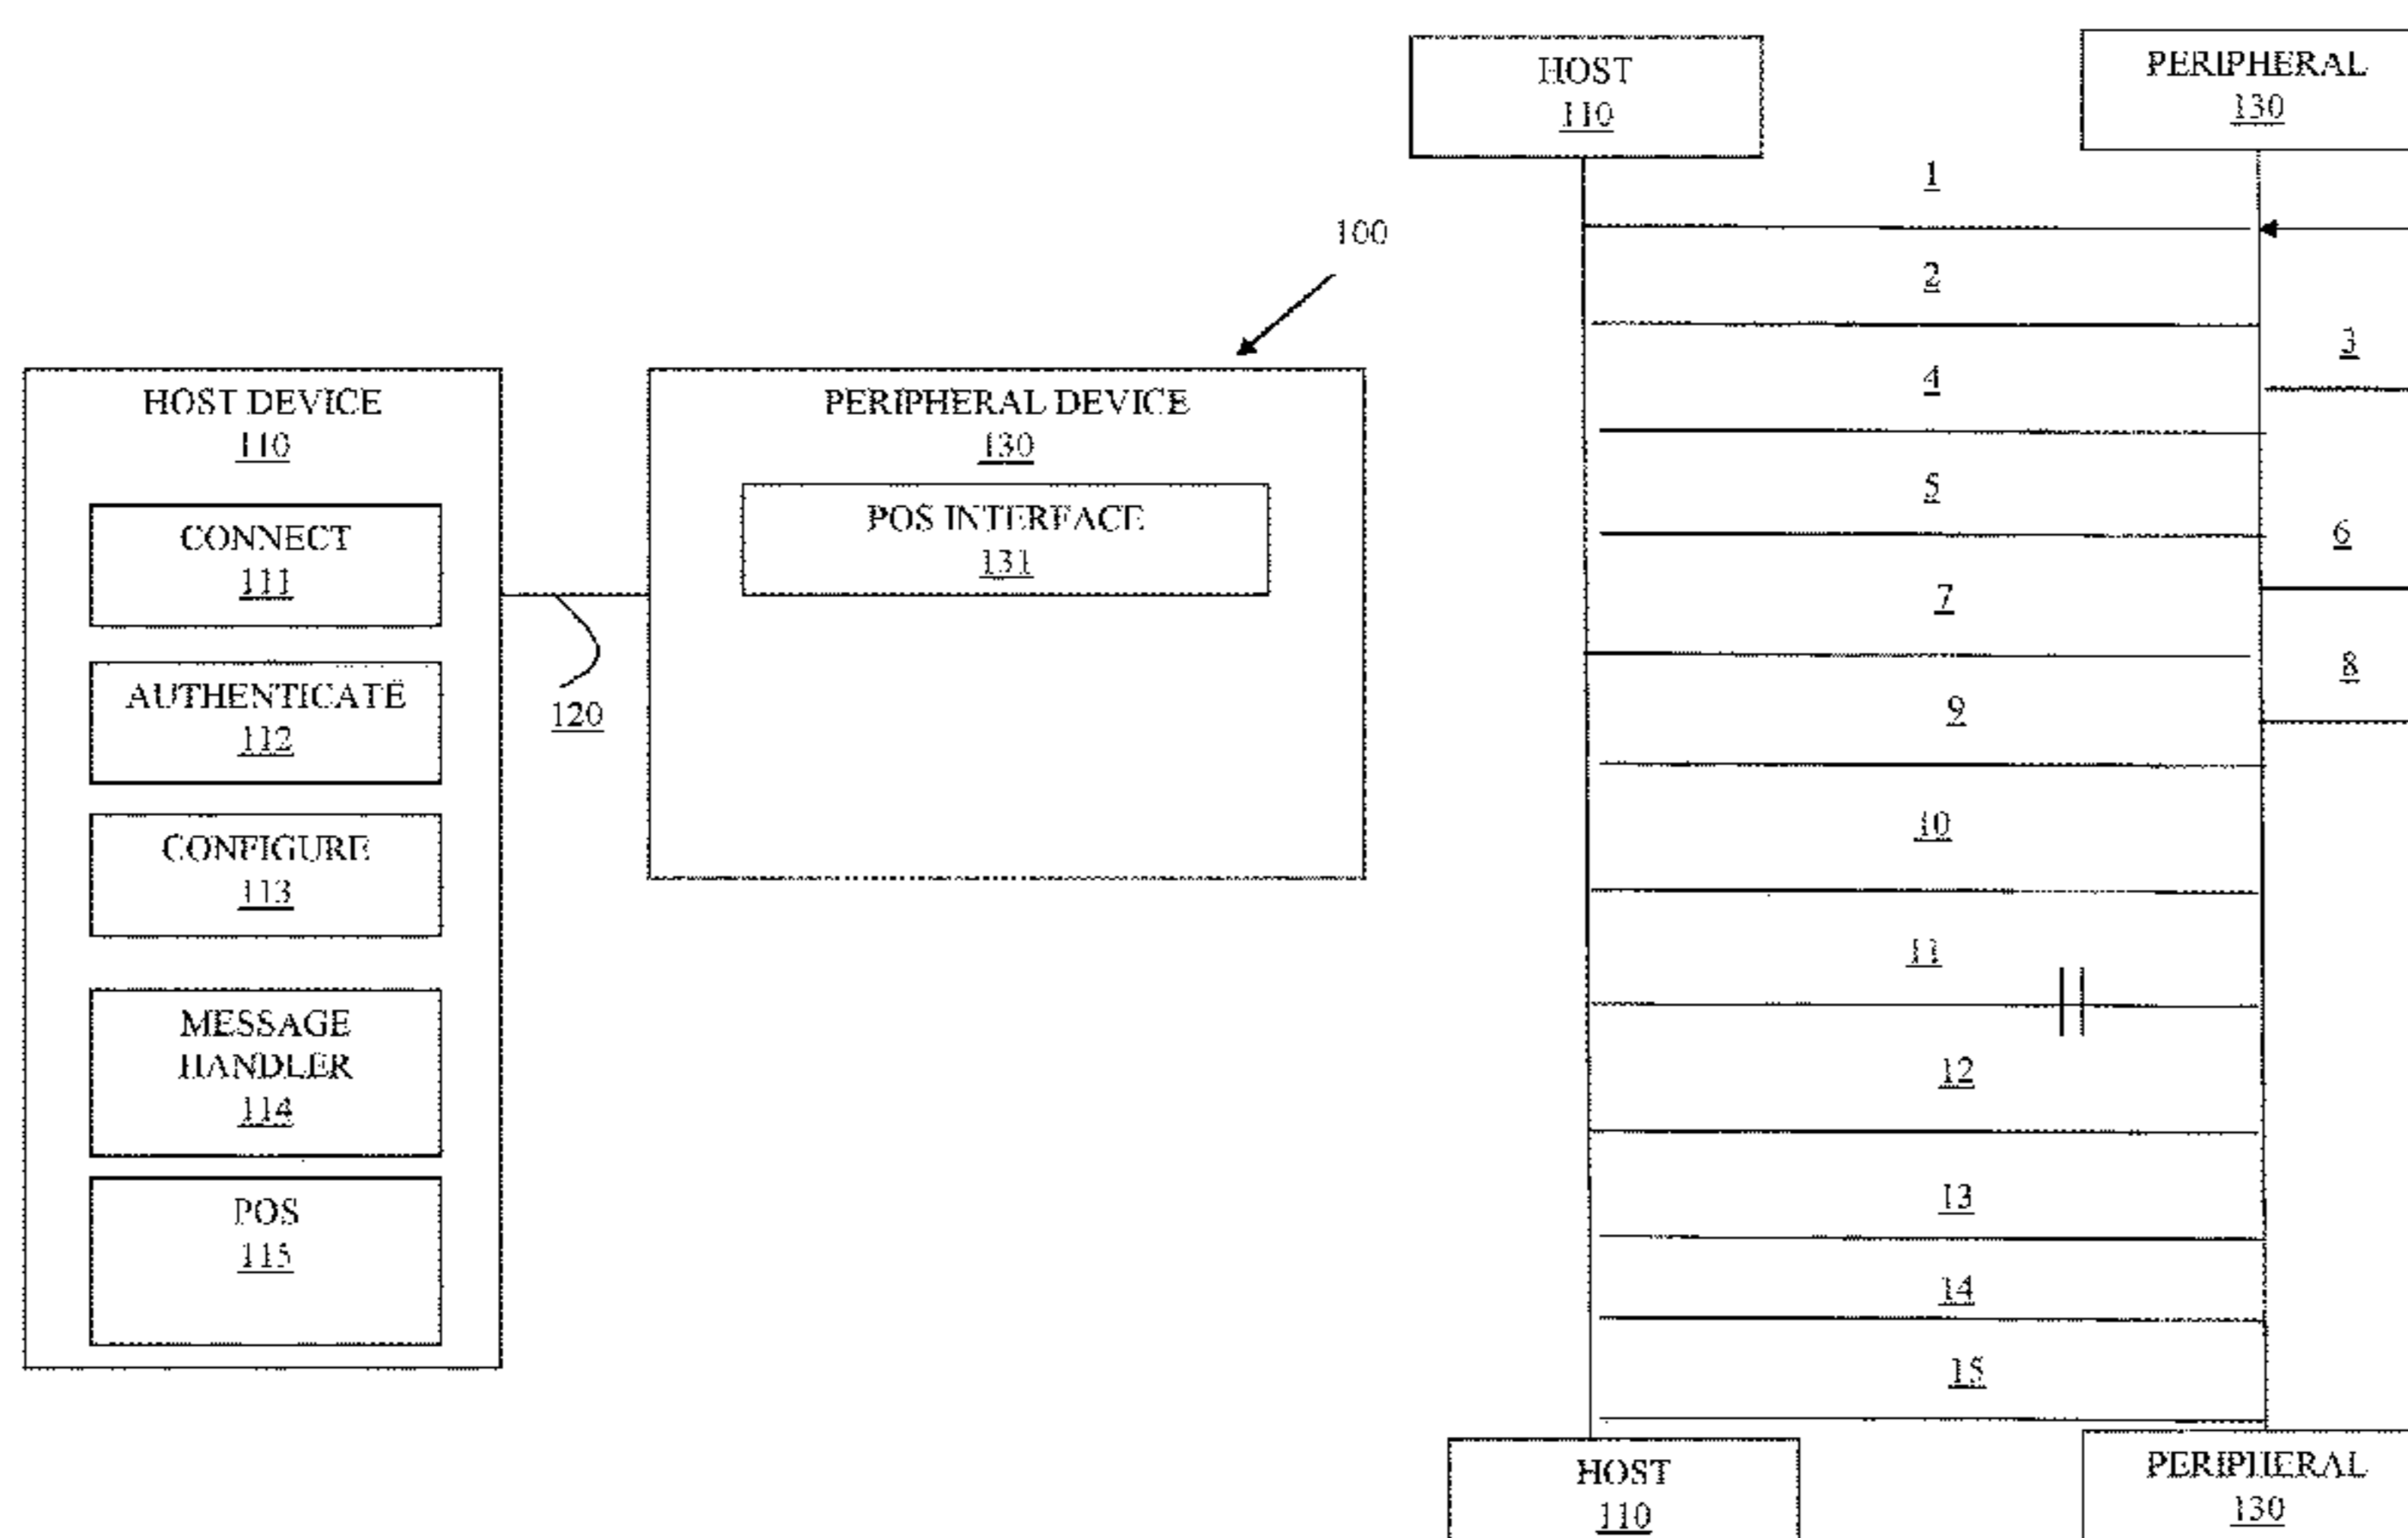 100
HOST DEVICE
110
CONNECT
111
AUTHENTICATE
112
CONFIGURE
113
MESSAGE
HANDLER
114
POS
115
120
PERIPHERAL DEVICE
130
POS INTERFACE
131
HOST
110
PERIPHERAL
130
1
2
3
4
5
6
7
8
9
10
11
12
13
14
15
HOST
110
PERIPHERAL
130